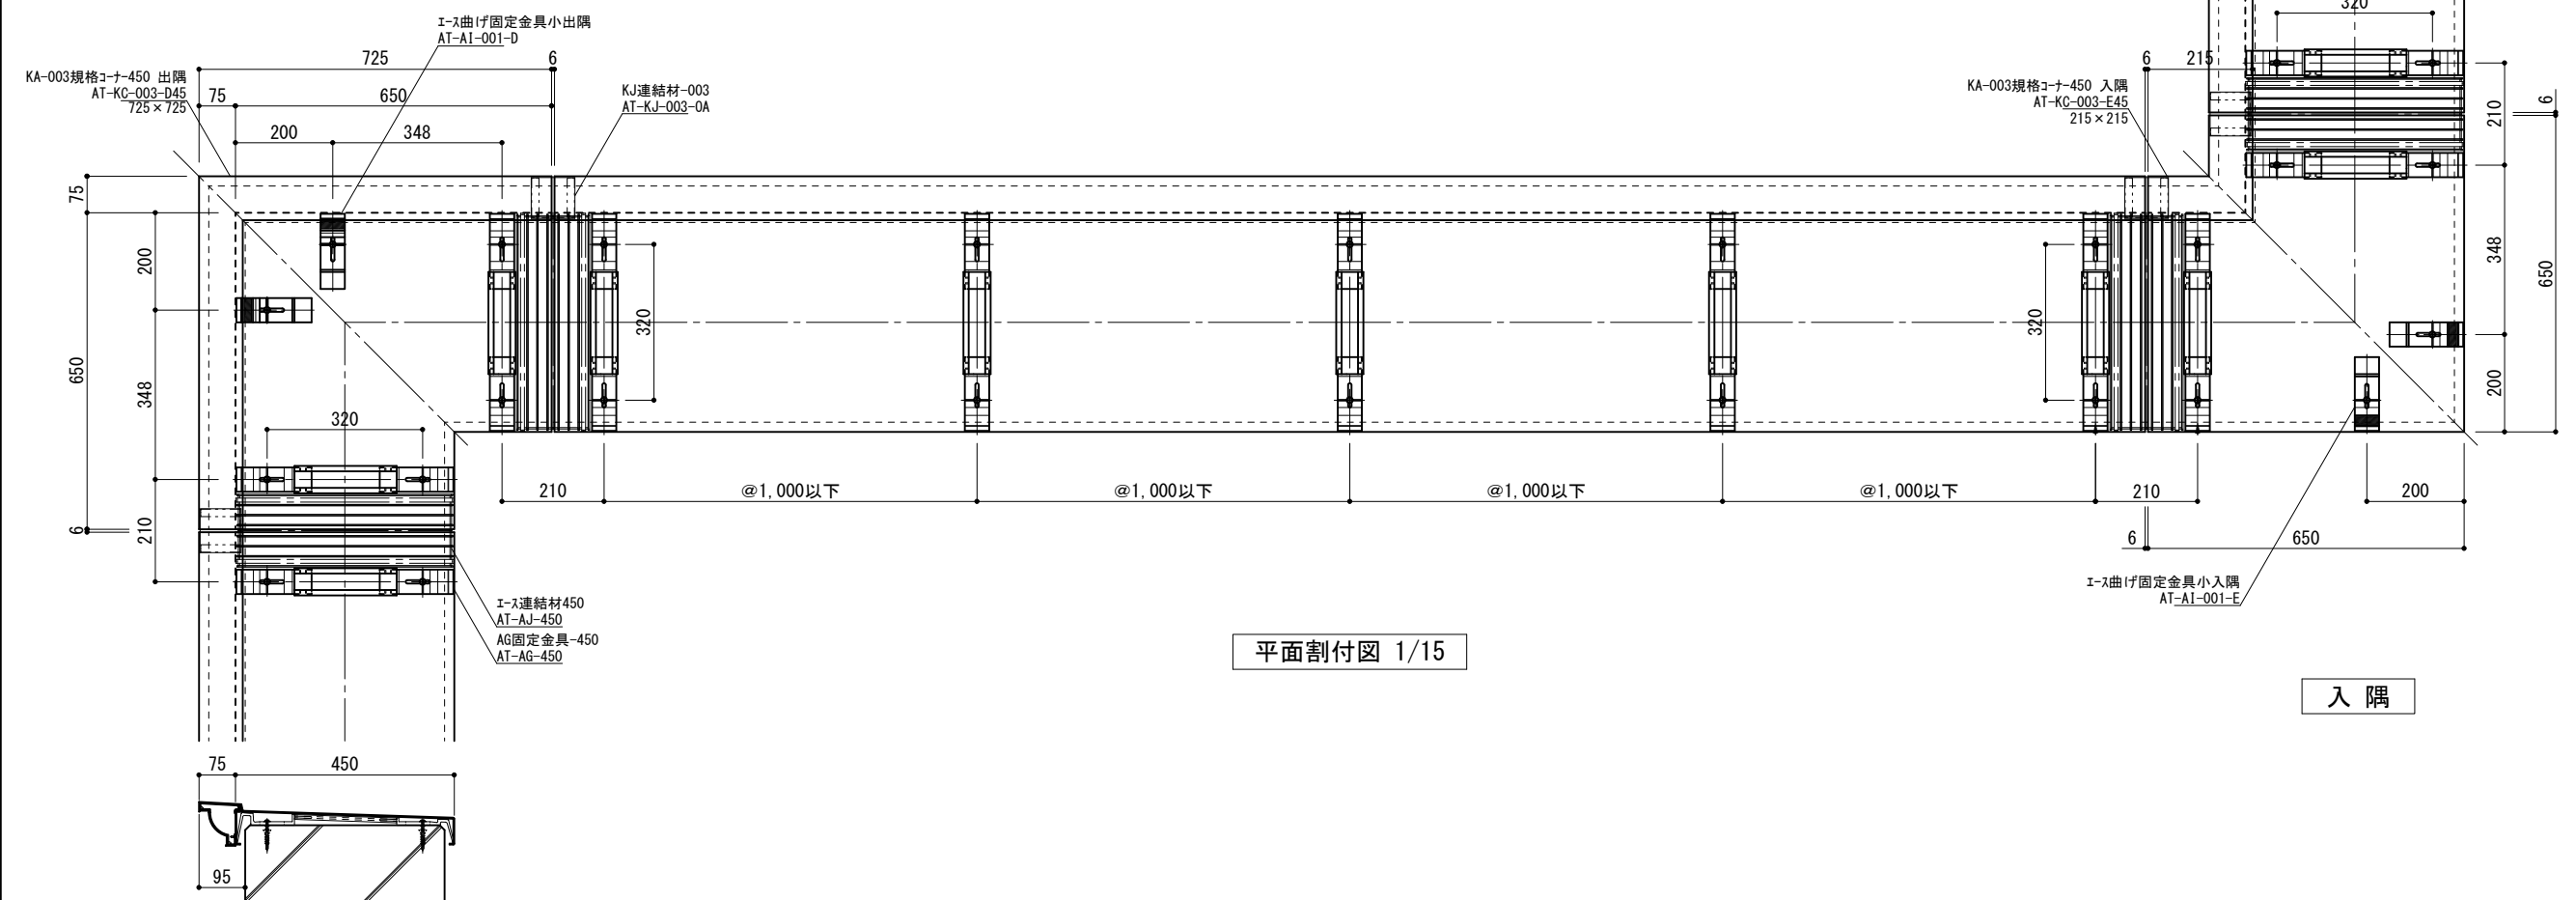 エース曲げ固定金具小出隅
AT-AI-001-D
725
6
KA-003規格コーナー450 出隅
AT-KC-003-D45
725×725
75
650
KJ連結材-003
AT-KJ-003-OA
200
348
75
200
650
348
320
6
210
320
210
@1,000以下
@1,000以下
@1,000以下
@1,000以下
210
320
エース連結材450
AT-AJ-450
AG固定金具-450
AT-AG-450
平面割付図 1/15
320
6
215
KA-003規格コーナー450 入隅
AT-KC-003-E45
215×215
210
6
348
650
200
200
6
650
エース曲げ固定金具小入隅
AT-AI-001-E
入 隅
75
450
95